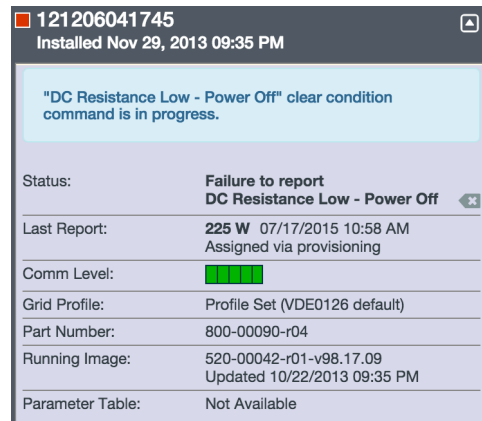 121206041745
Installed Nov 29, 2013 09:35 PM
"DC Resistance Low - Power Off" clear condition
command is in progress.
Status: Failure to report
DC Resistance Low - Power Off
Last Report: 225 W 07/17/2015 10:58 AM
Assigned via provisioning
Comm Level:
Grid Profile: Profile Set (VDE0126 default)
Part Number: 800-00090-r04
Running Image: 520-00042-r01-v98.17.09
Updated 10/22/2013 09:35 PM
Parameter Table: Not Available